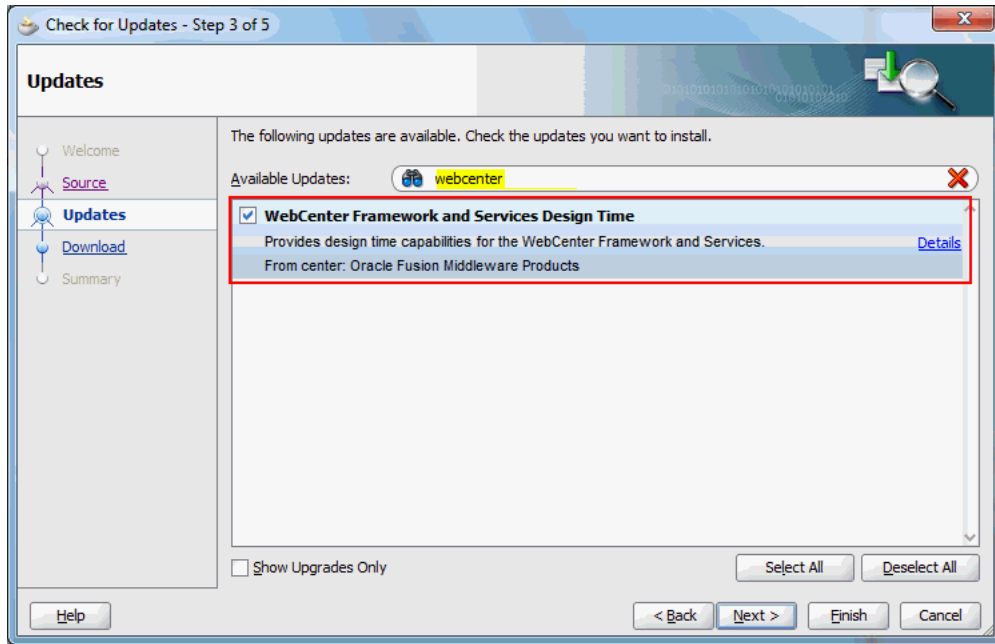 Check for Updates - Step 3 of 5
Updates
Welcome
Source
Updates
Download
Summary
The following updates are available. Check the updates you want to install.
Available Updates: webcenter
WebCenter Framework and Services Design Time
Provides design time capabilities for the WebCenter Framework and Services. Details
From center: Oracle Fusion Middleware Products
Show Upgrades Only
Select All Deselect All
Help < Back Next > Finish Cancel